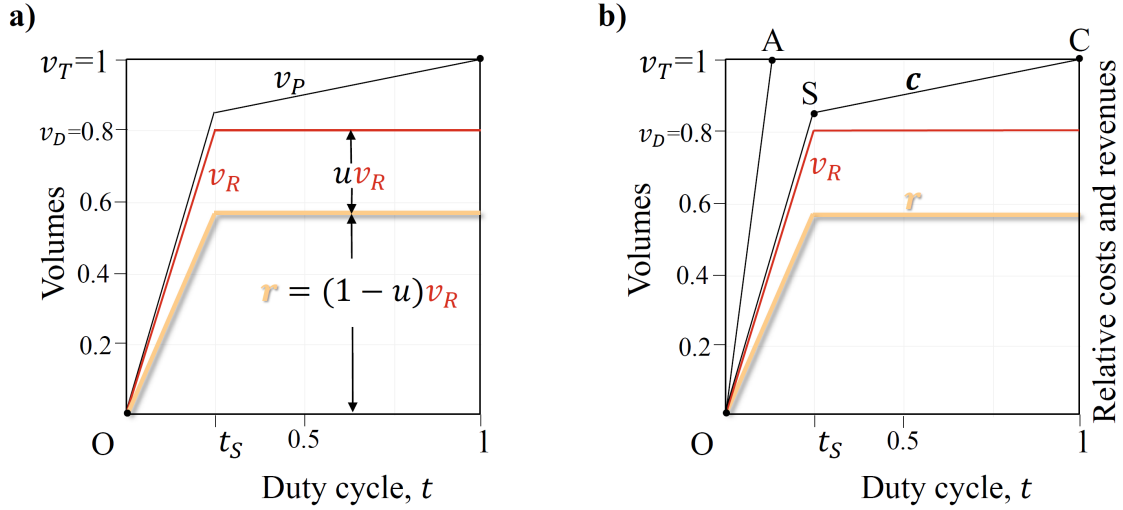 a)
v_T=1
v_P
v_D=0.8
v_R
uv_R
0.6
r = (1 − u)v_R
0.4
0.2
Volumes
O
t_S
0.5
1
Duty cycle, t
b)
A
C
v_T=1
S
c
v_D=0.8
v_R
0.6
r
0.4
0.2
Volumes
Relative costs and revenues
O
t_S
0.5
1
Duty cycle, t